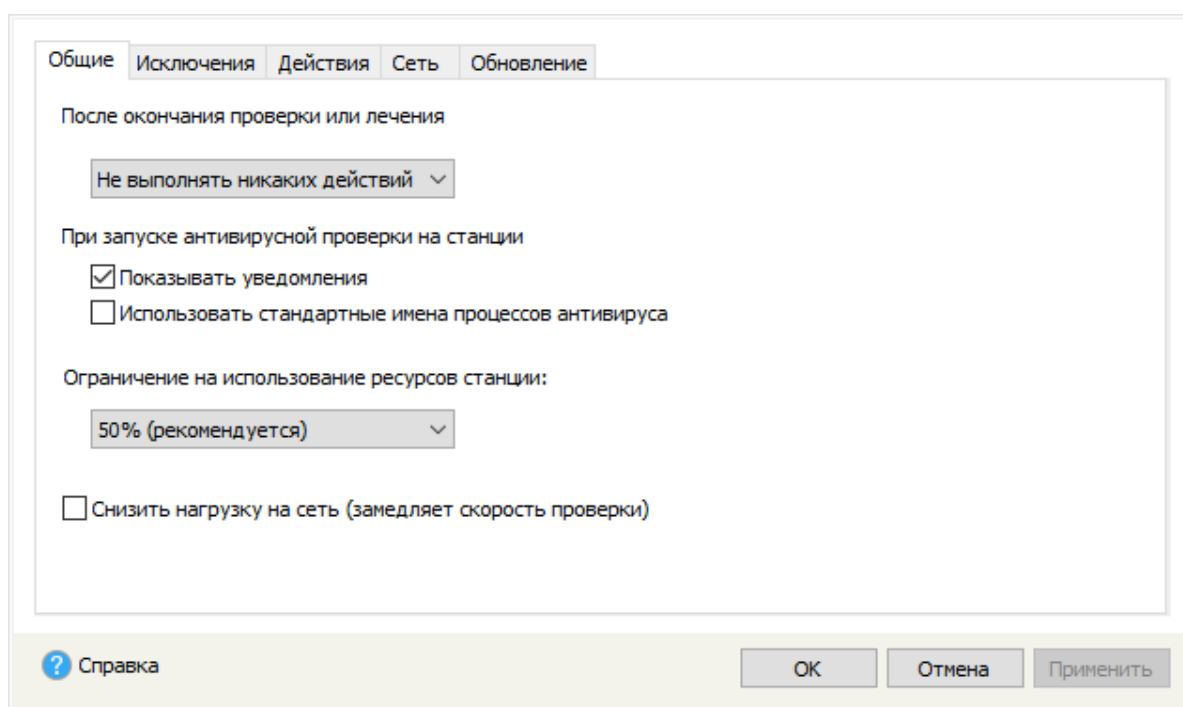 Общие Исключения Действия Сеть Обновление
После окончания проверки или лечения
Не выполнять никаких действий
При запуске антивирусной проверки на станции
Показывать уведомления
Использовать стандартные имена процессов антивируса
Ограничение на использование ресурсов станции:
50% (рекомендуется)
Снизить нагрузку на сеть (замедляет скорость проверки)
? Справка ОК Отмена Применить